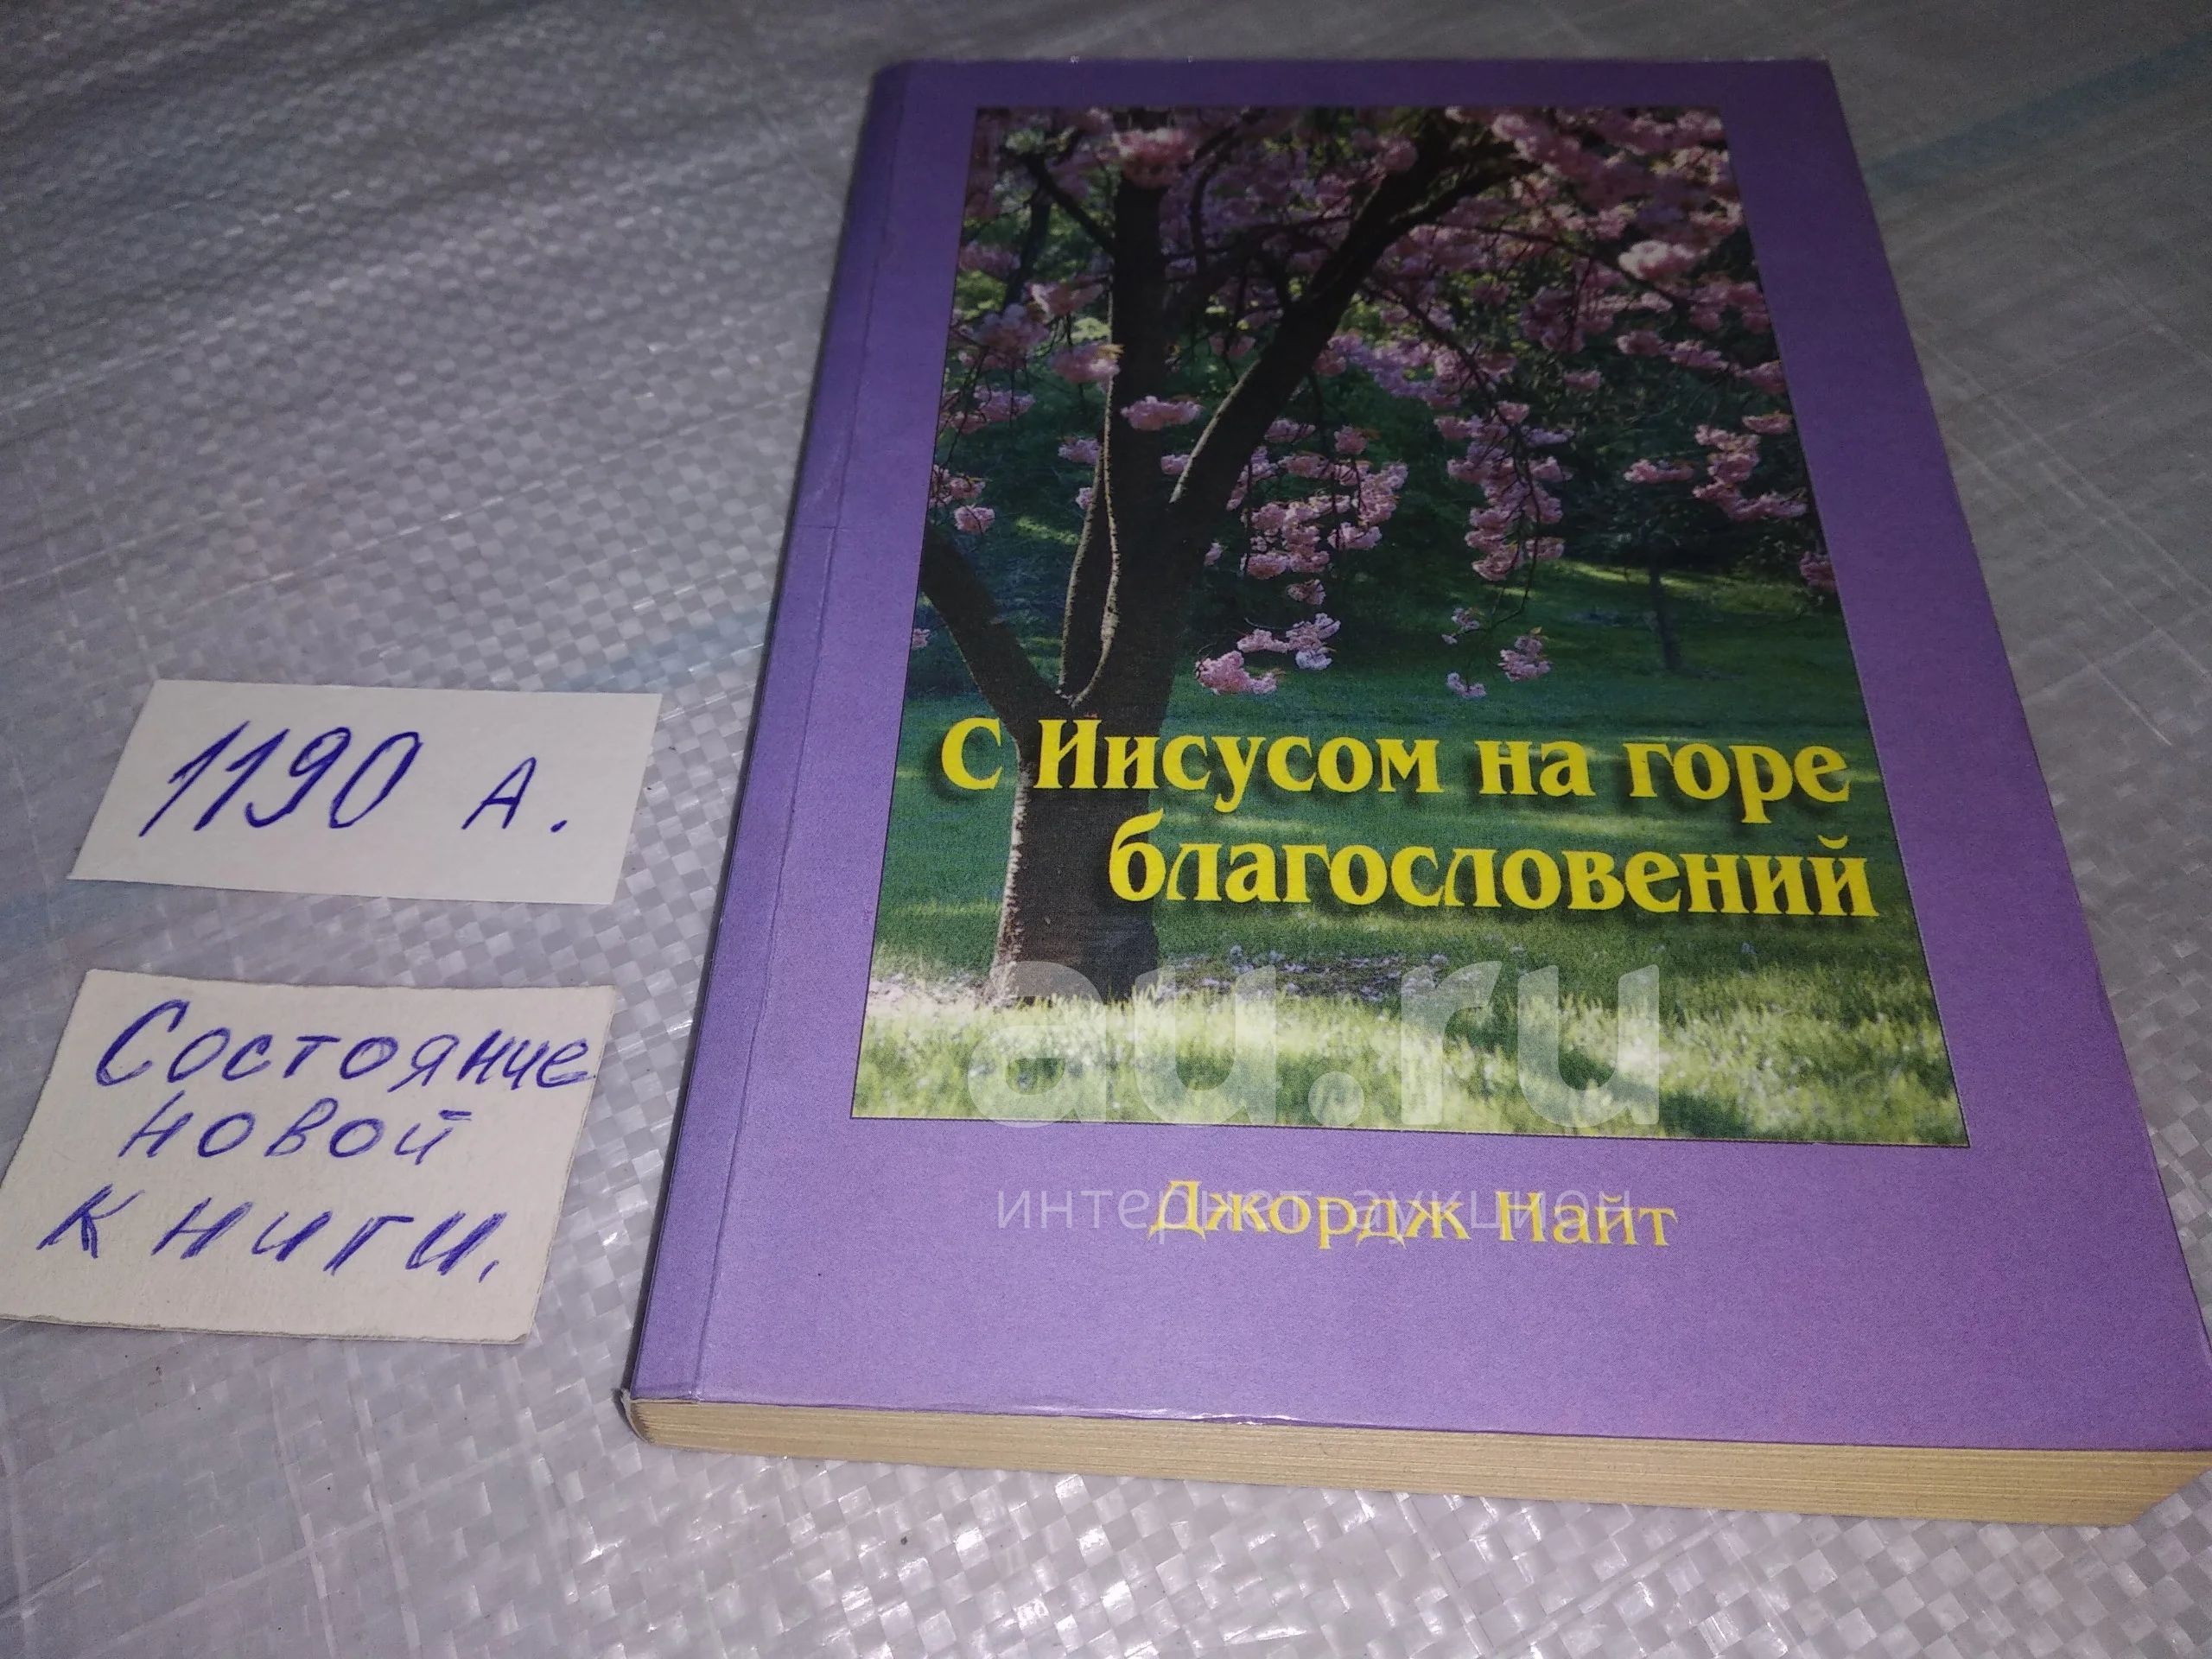 С Иисусом на горе
благословений
Джордж Найт
1190 А.
Состояние
новой
книги.
au.ru
интернет-аукцион